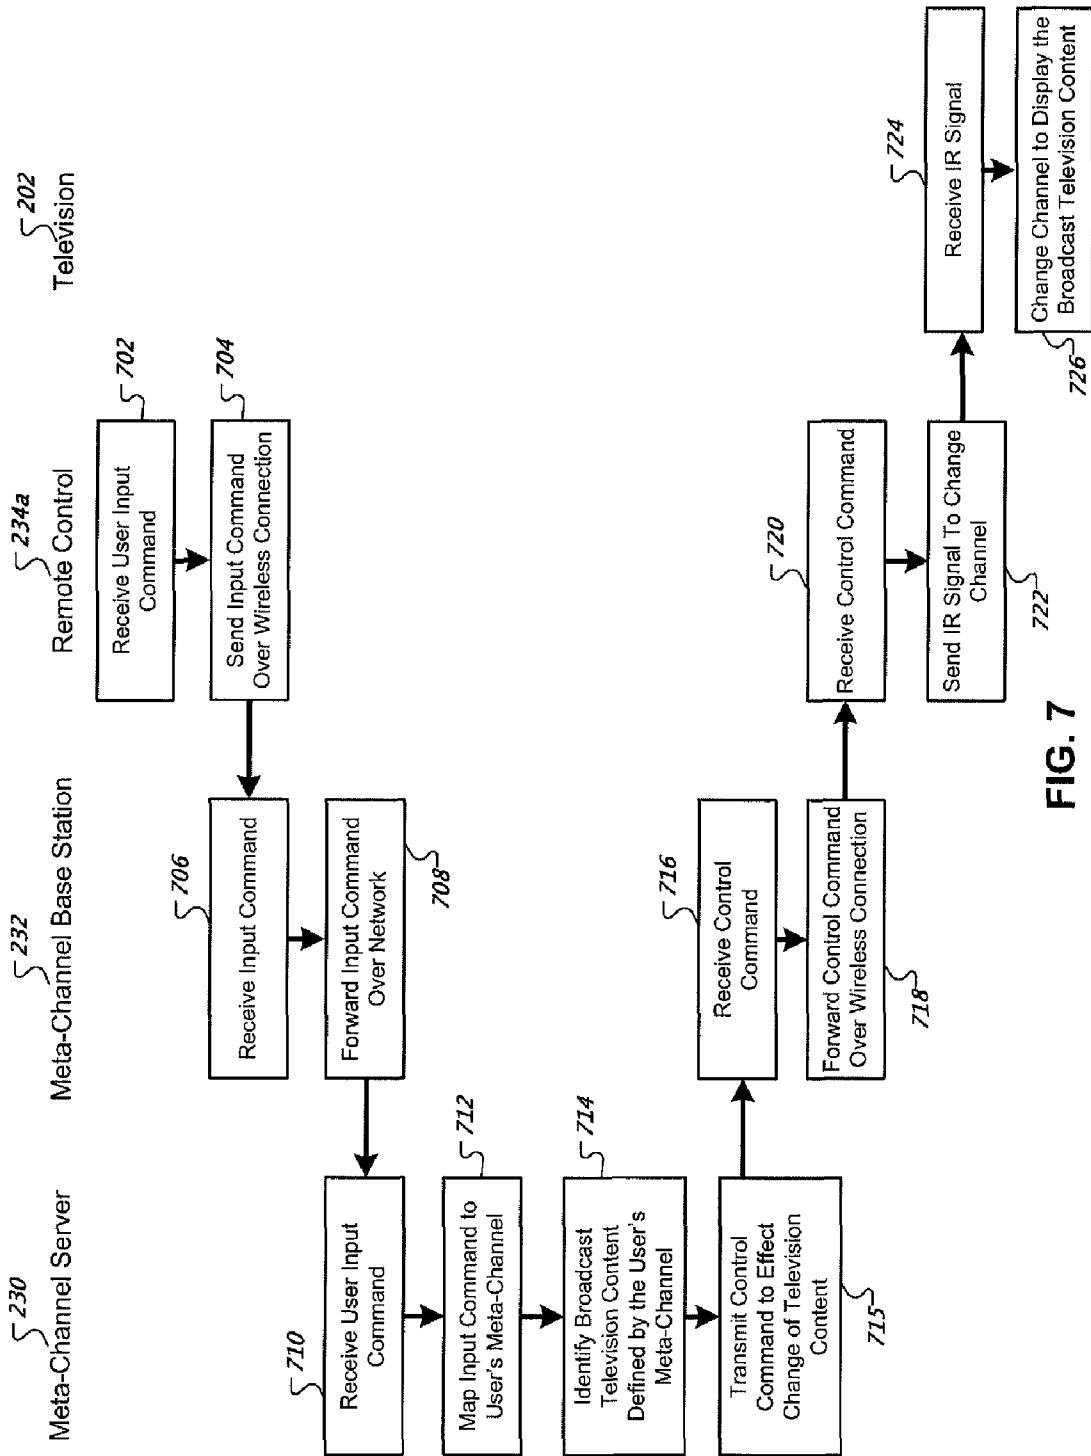 230
Meta-Channel Server
232
Meta-Channel Base Station
234a
Remote Control
202
Television
702
Receive User Input
Command
704
Send Input Command
Over Wireless Connection
706
Receive Input Command
Forward Input Command
Over Network
708
710
Receive User Input
Command
712
Map Input Command to
User's Meta-Channel
714
Identify Broadcast
Television Content
Defined by the User's
Meta-Channel
Transmit Control
Command to Effect
Change of Television
Content
715
716
Receive Control
Command
Forward Control Command
Over Wireless Connection
718
720
Receive Control Command
Send IR Signal To Change
Channel
722
724
Receive IR Signal
Change Channel to Display the
Broadcast Television Content
726
FIG. 7